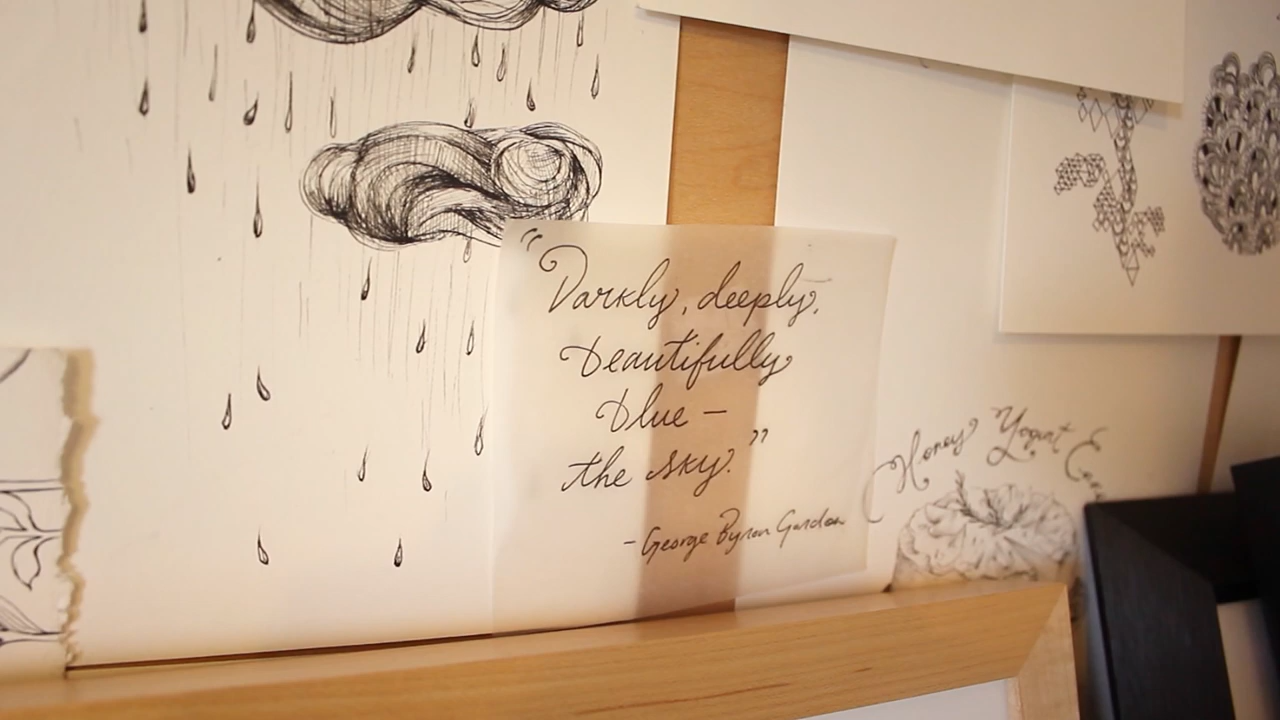 “Darkly, deeply,
beautifully
blue —
the sky.”
- George Byron Gordon
Honey Yogurt